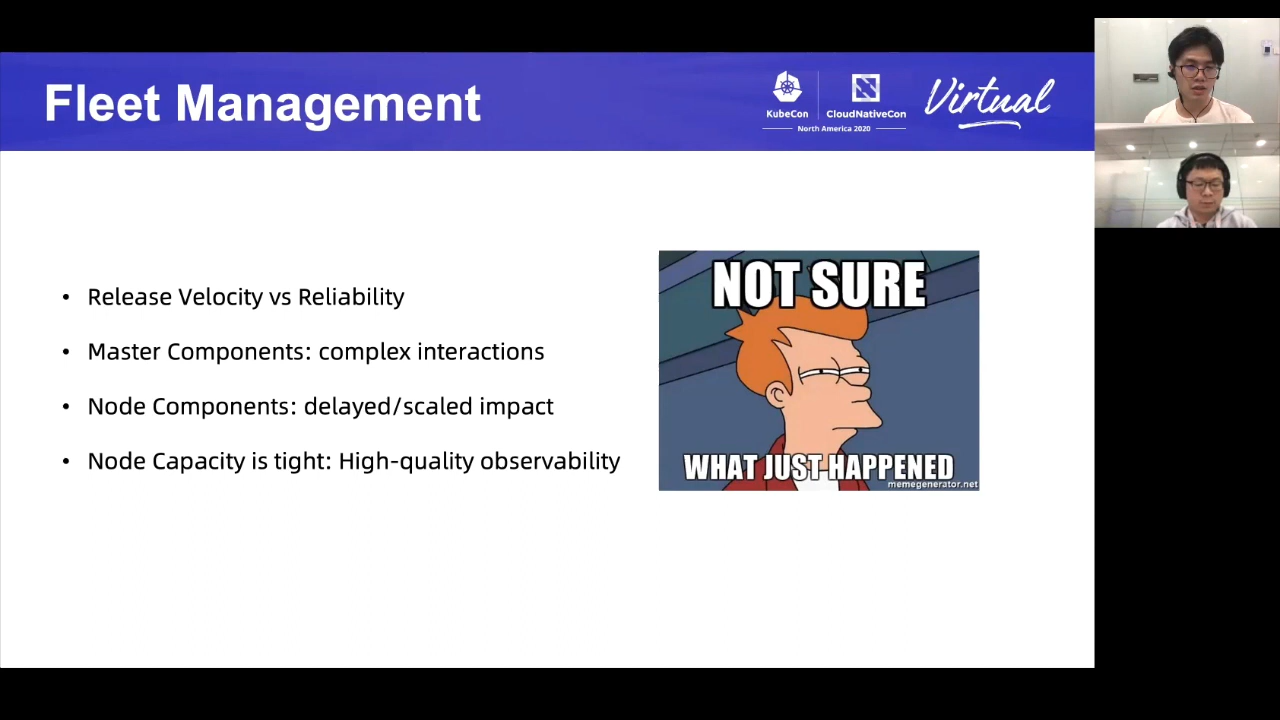 Fleet Management
KubeCon
CloudNativeCon
North America 2020
Virtual
• Release Velocity vs Reliability
• Master Components: complex interactions
• Node Components: delayed/scaled impact
• Node Capacity is tight: High-quality observability
NOT SURE
WHAT JUST HAPPENED
memegenerator.net